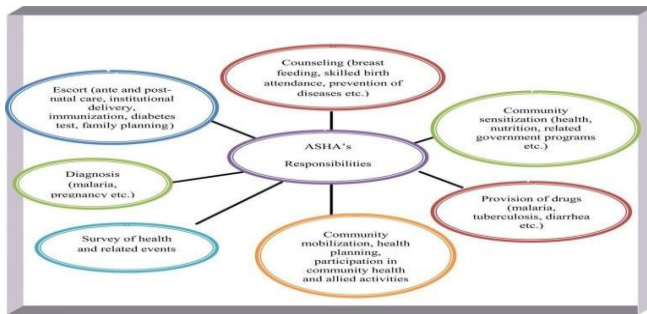 Counseling (breast
feeding, skilled birth
attendance, prevention of
diseases etc.)
Escort (ante and post-
natal care, institutional
delivery,
immunization, diabetes
test, family planning)
Community
sensitization (health,
nutrition, related
government programs
etc.)
ASHA's
Responsibilities
Diagnosis
(malaria,
pregnancy etc.)
Provision of drugs
(malaria,
tuberculosis, diarrhea
etc.)
Survey of health
and related events
Community
mobilization, health
planning,
participation in
community health
and allied activities